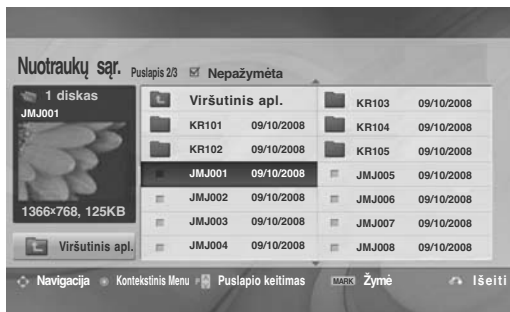 Nuotraukų sąr. Puslapis 2/3 Nepažymėta
1 diskas
JMJ001
1366x768, 125KB
Viršutinis apl.
Viršutinis apl.
KR101 09/10/2008
KR102 09/10/2008
JMJ001 09/10/2008
JMJ002 09/10/2008
JMJ003 09/10/2008
JMJ004 09/10/2008
KR103 09/10/2008
KR104 09/10/2008
KR105 09/10/2008
JMJ005 09/10/2008
JMJ006 09/10/2008
JMJ007 09/10/2008
JMJ008 09/10/2008
Navigacija Kontekstinis Menu P Puslapio keitimas MARK Žymė Išeiti